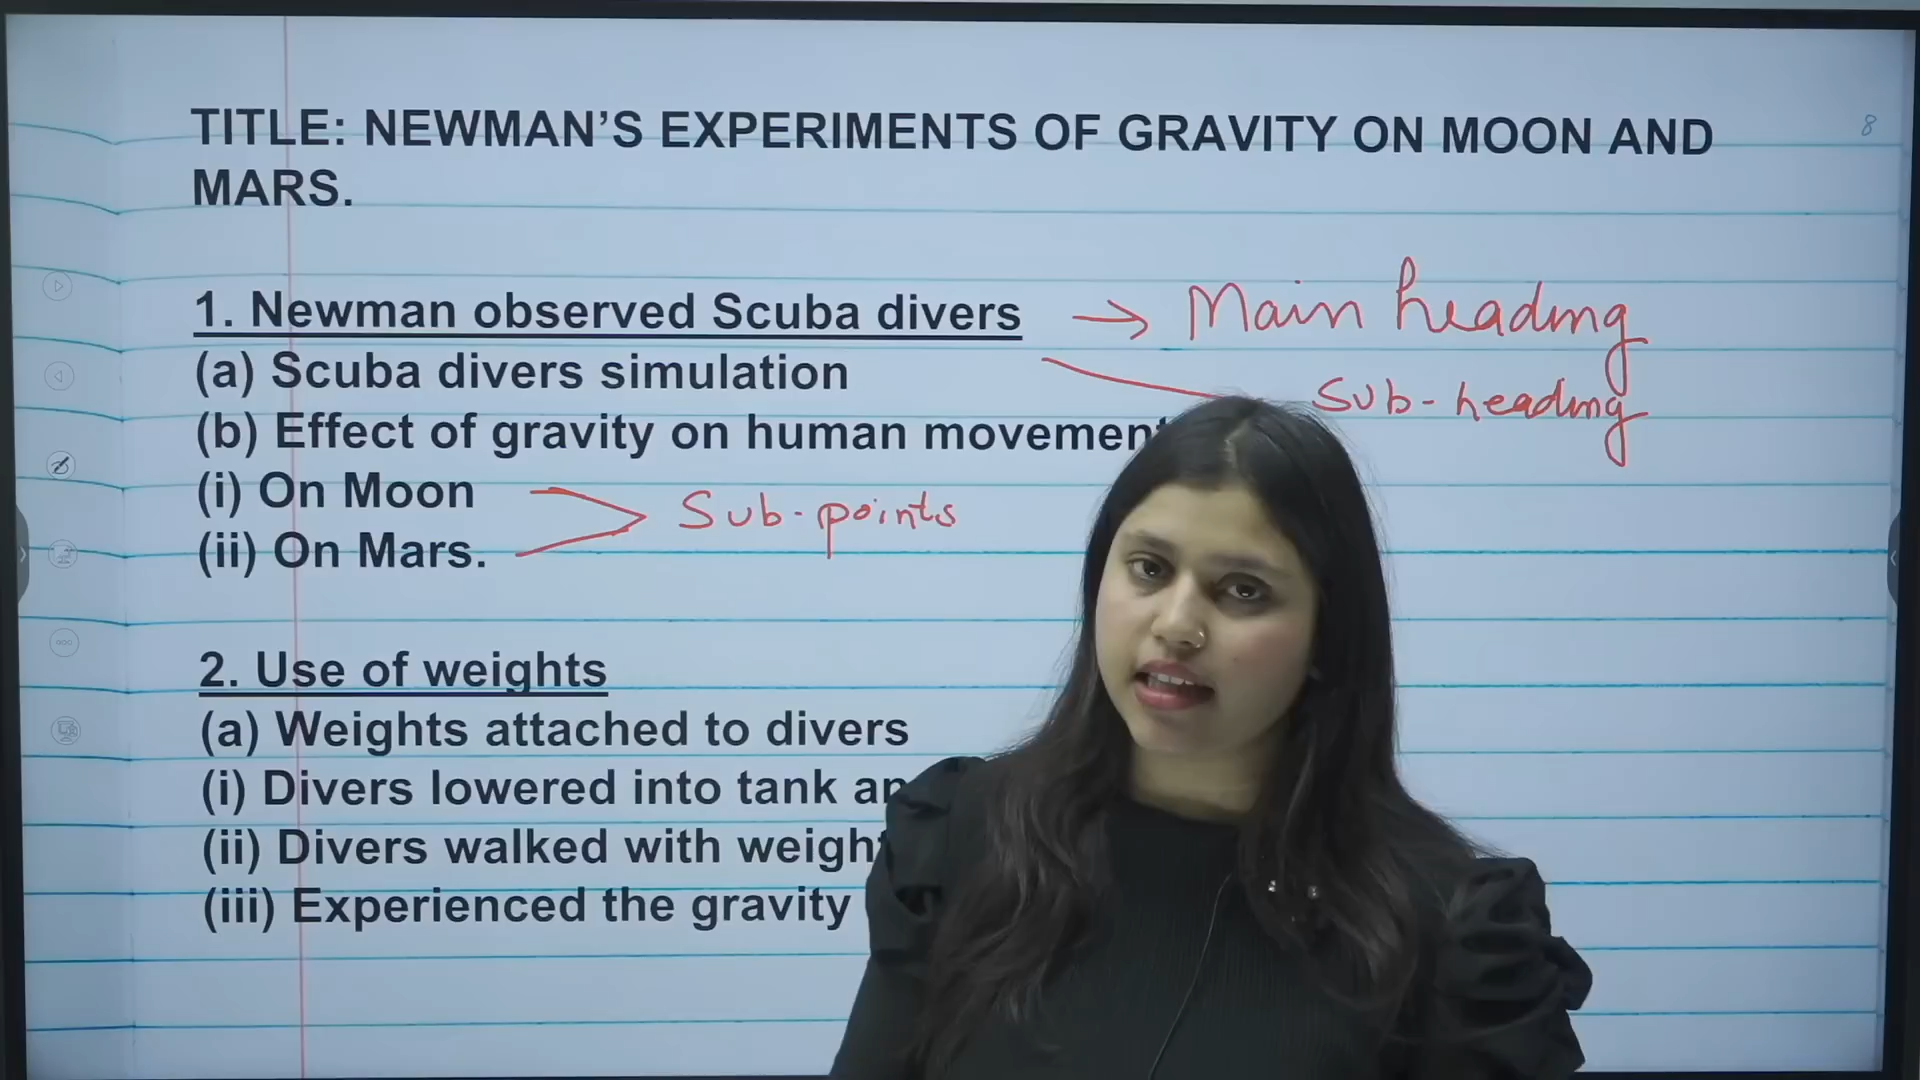 TITLE: NEWMAN'S EXPERIMENTS OF GRAVITY ON MOON AND
MARS.
8
1. Newman observed Scuba divers → Main heading
(a) Scuba divers simulation
Sub-heading
(b) Effect of gravity on human movement
(i) On Moon
Sub-points
(ii) On Mars.
2. Use of weights
(a) Weights attached to divers
(i) Divers lowered into tank
(ii) Divers walked with
(iii) Experienced the gravity